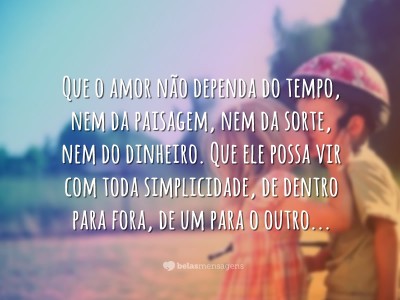 Que o amor não dependa do tempo,
nem da paisagem, nem da sorte,
nem do dinheiro. Que ele possa vir
com toda simplicidade, de dentro
para fora, de um para o outro...
belasmensagens